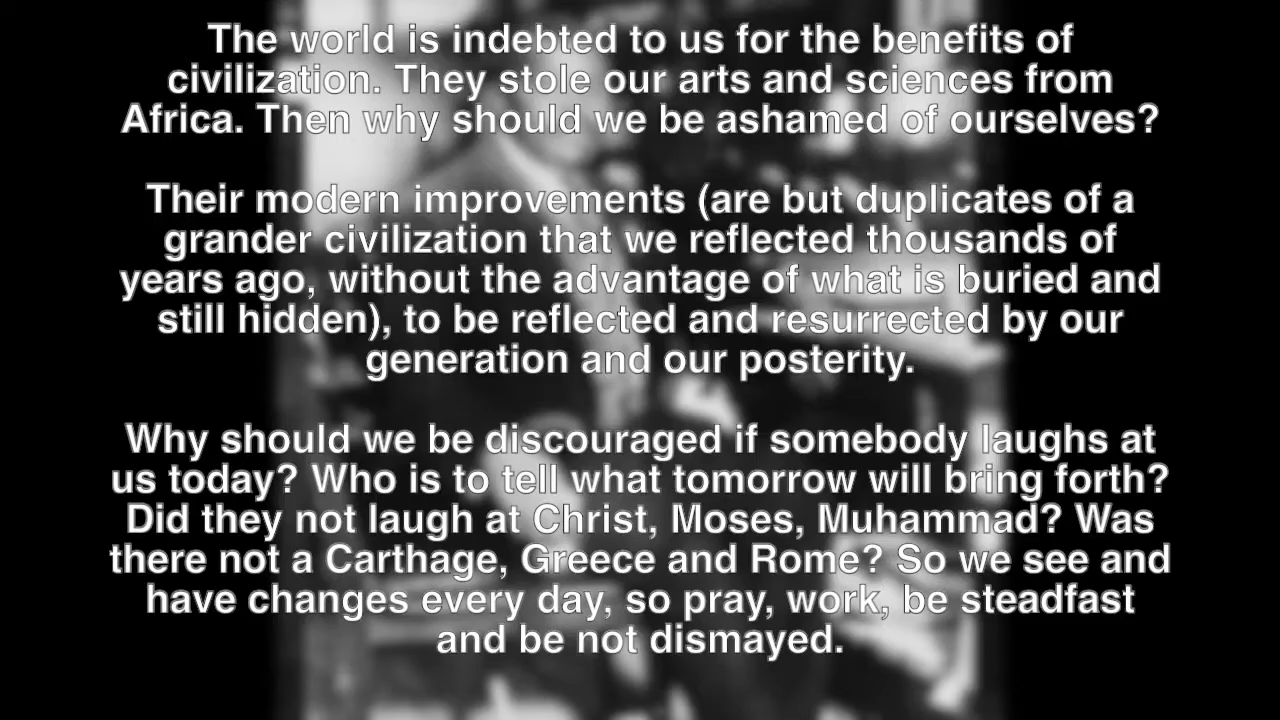 The world is indebted to us for the benefits of
civilization. They stole our arts and sciences from
Africa. Then why should we be ashamed of ourselves?
Their modern improvements (are but duplicates of a
grander civilization that we reflected thousands of
years ago, without the advantage of what is buried and
still hidden), to be reflected and resurrected by our
generation and our posterity.
Why should we be discouraged if somebody laughs at
us today? Who is to tell what tomorrow will bring forth?
Did they not laugh at Christ, Moses, Muhammad? Was
there not a Carthage, Greece and Rome? So we see and
have changes every day, so pray, work, be steadfast
and be not dismayed.